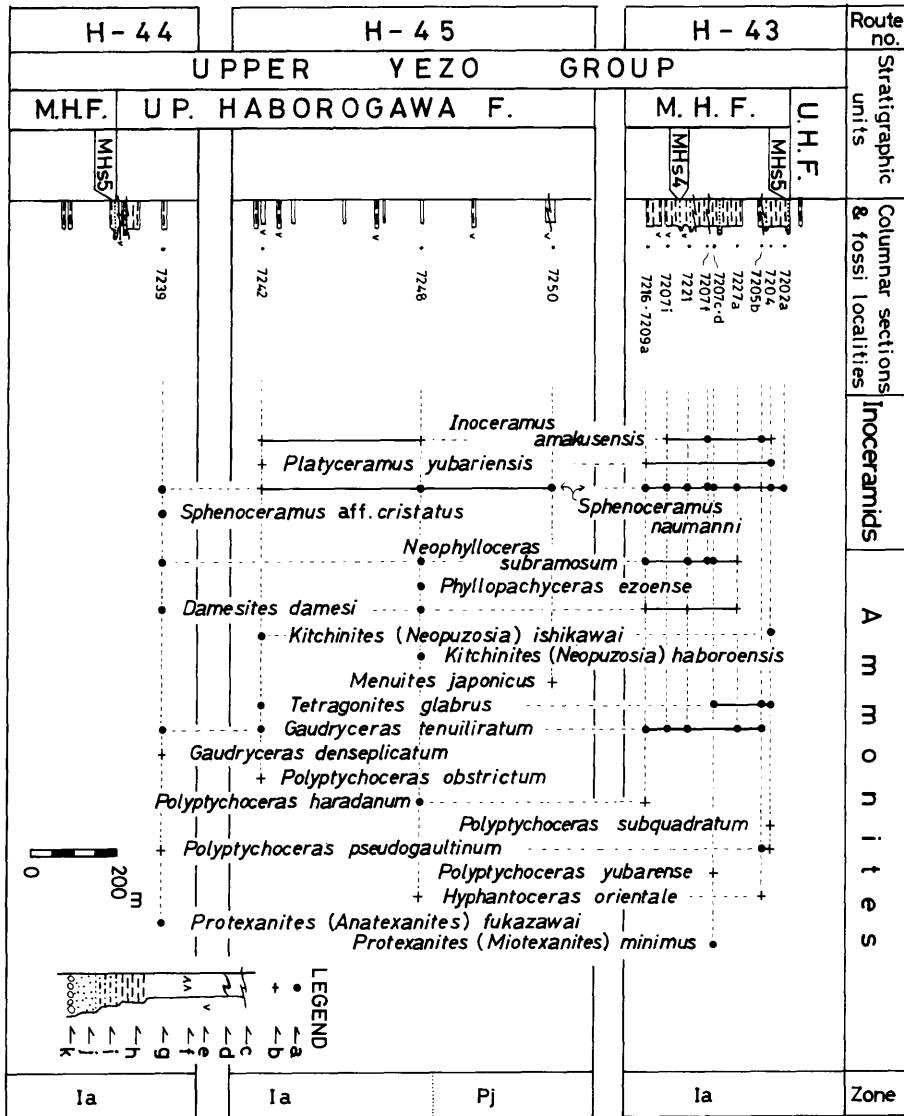 H-44
H-45
H-43
Route no.
UPPER YEZO GROUP
Stratigraphic units
M.H.F.
UP. HABOROGAWA F.
M. H. F.
U.H.F.
MHs5
MHs4
MHs5
Columnar sections & fossi localities
7239
7242
7248
7250
7216·7209a
7207i
7221
7207f
7207c·d
7227a
7205b
7204
7202a
Inoceramids
Inoceramus amakusensis
Platyceramus yubariensis
Sphenoceramus naumanni
Sphenoceramus aff. cristatus
Ammonites
Neophylloceras subramosum
Phyllopachyceras ezoense
Damesites damesi
Kitchinites (Neopuzosia) ishikawai
Kitchinites (Neopuzosia) haboroensis
Menuites japonicus
Tetragonites glabrus
Gaudryceras tenuiliratum
Gaudryceras denseplicatum
Polyptychoceras obstrictum
Polyptychoceras haradanum
Polyptychoceras subquadratum
Polyptychoceras pseudogaultinum
Polyptychoceras yubarense
Hyphantoceras orientale
Protexanites (Anatexanites) fukazawai
Protexanites (Miotexanites) minimus
0
200 m
LEGEND
a
b
c
d
e
f
g
h
i
j
k
Ia
Ia
Pj
Ia
Zone